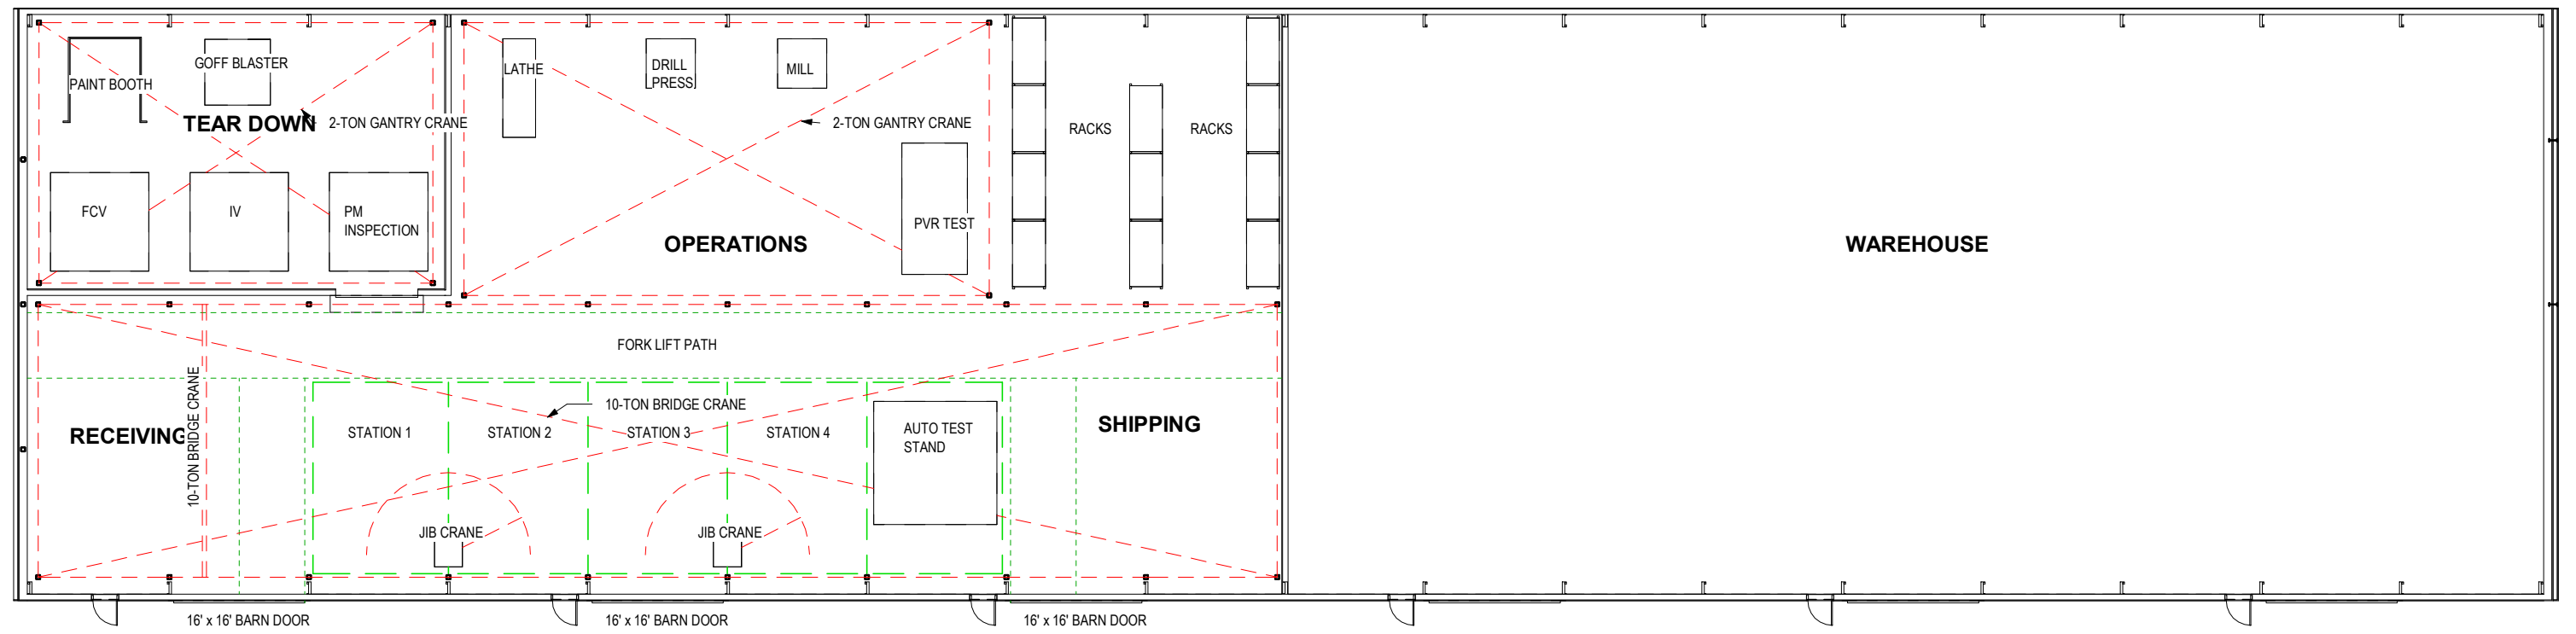 PAINT BOOTH
GOFF BLASTER
TEAR DOWN
2-TON GANTRY CRANE
FCV
IV
PM
INSPECTION
LATHE
DRILL
PRESS
MILL
2-TON GANTRY CRANE
PVR TEST
OPERATIONS
RACKS
RACKS
WAREHOUSE
FORK LIFT PATH
RECEIVING
10-TON BRIDGE CRANE
10-TON BRIDGE CRANE
STATION 1
STATION 2
STATION 3
STATION 4
AUTO TEST
STAND
SHIPPING
JIB CRANE
JIB CRANE
16' x 16' BARN DOOR
16' x 16' BARN DOOR
16' x 16' BARN DOOR